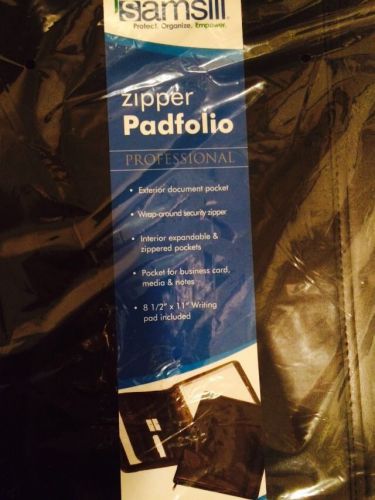 samsill
Protect. Organize. Empower.
zipper
Padfolio
PROFESSIONAL
• Exterior document pocket
• Wrap-around security zipper
• Interior expandable &
zippered pockets
• Pocket for business card,
media & notes
• 8 1/2" x 11" Writing
pad included